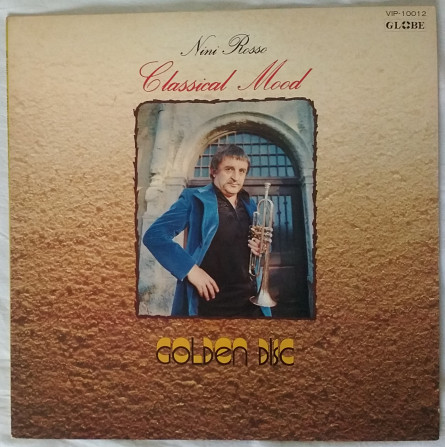 VIP-10012
GLOBE
Nini Rosso
Classical Mood
GOLDEN DISC